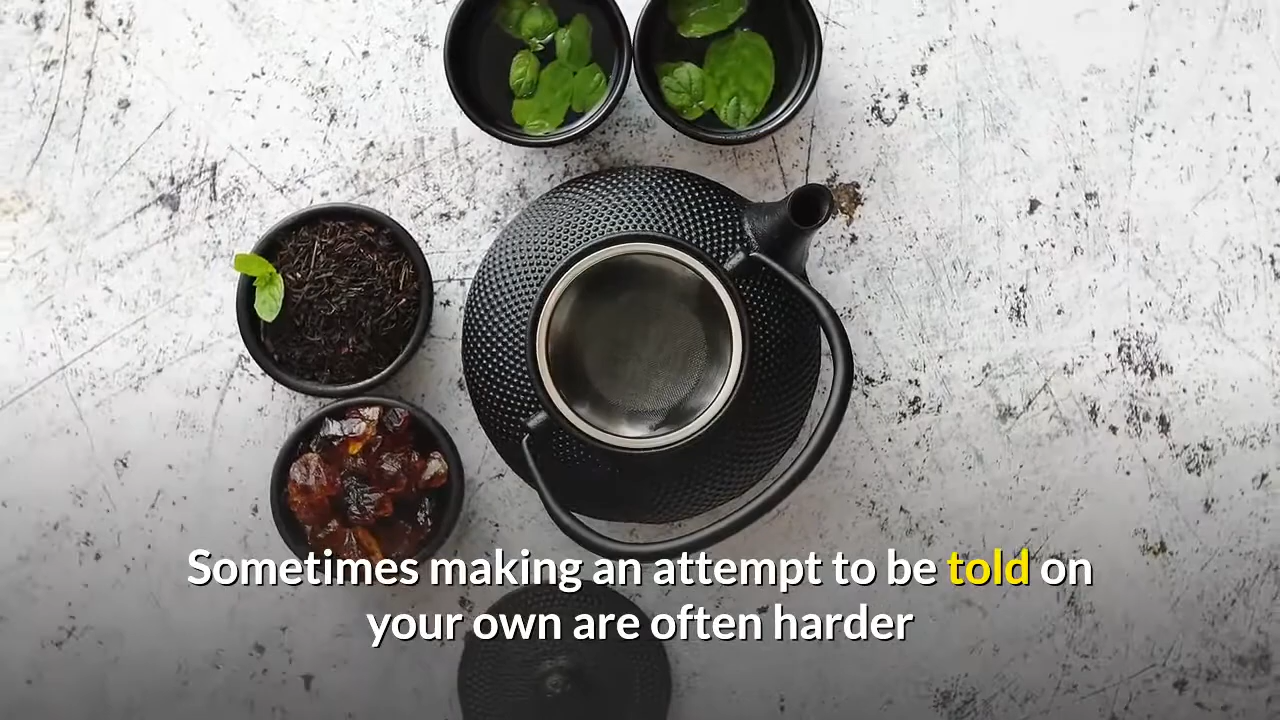 Sometimes making an attempt to be told on
your own are often harder